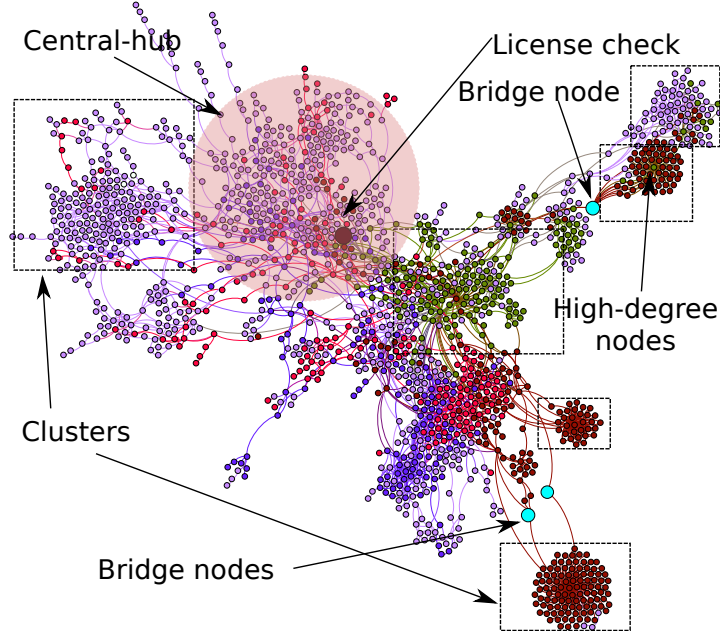 Central-hub
License check
Bridge node
High-degree
nodes
Clusters
Bridge nodes